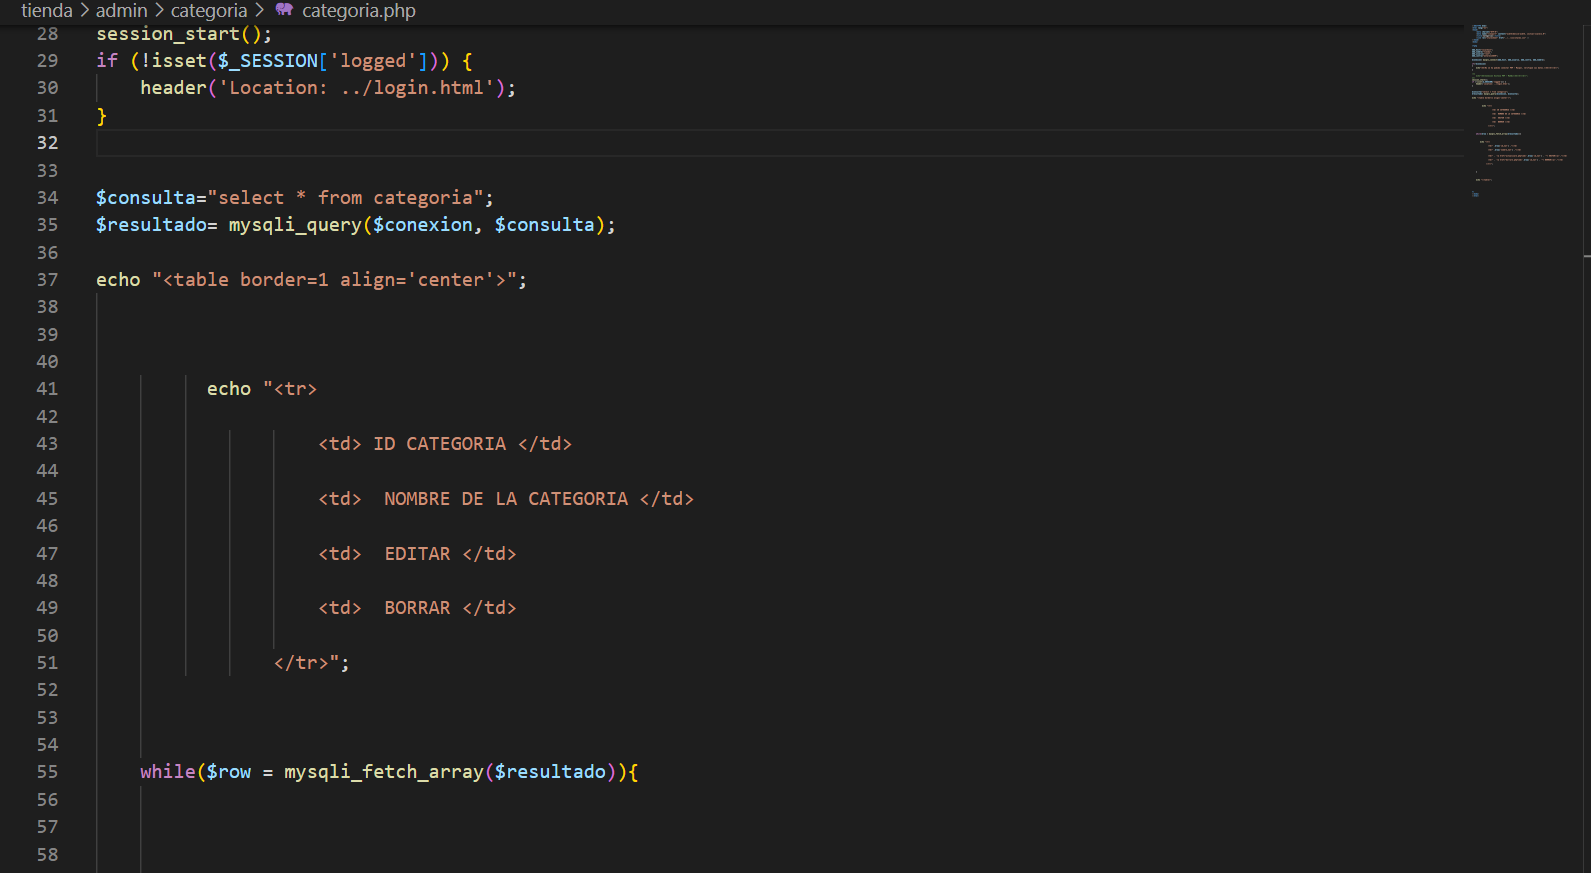 tienda > admin > categoria > categoria.php
28 session_start();
29 if (!isset($_SESSION['logged'])) {
30 header('Location: ../login.html');
31 }
32
33
34 $consulta="select * from categoria";
35 $resultado= mysqli_query($conexion, $consulta);
36
37 echo "<table border=1 align='center'>";
38
39
40
41 echo "<tr>
42
43 <td> ID CATEGORIA </td>
44
45 <td>  NOMBRE DE LA CATEGORIA </td>
46
47 <td>  EDITAR </td>
48
49 <td>  BORRAR </td>
50
51 </tr>";
52
53
54
55 while($row = mysqli_fetch_array($resultado)){
56
57
58